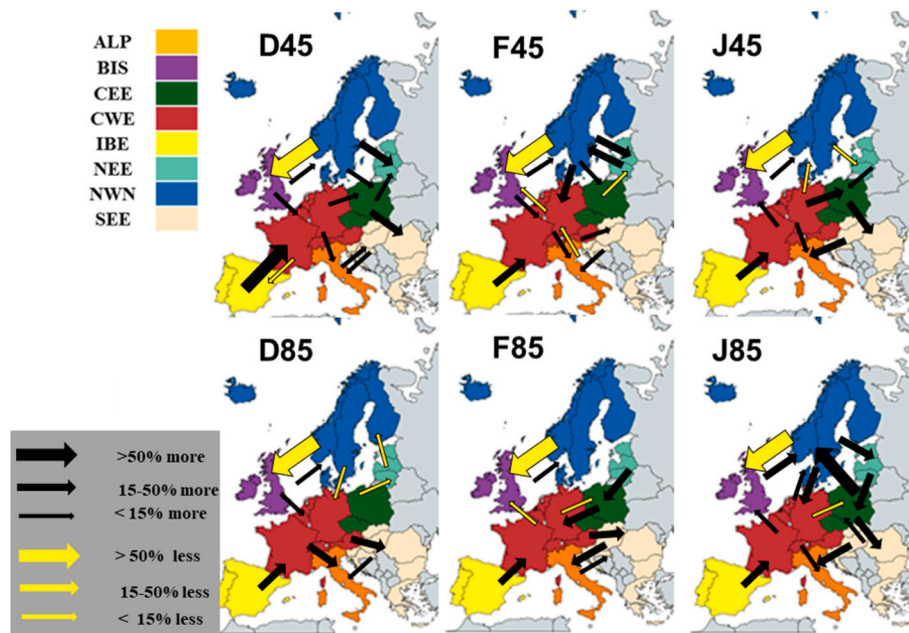 ALP
BIS
CEE
CWE
IBE
NEE
NWN
SEE
D45
F45
J45
D85
F85
J85
>50% more
15-50% more
< 15% more
> 50% less
15-50% less
< 15% less